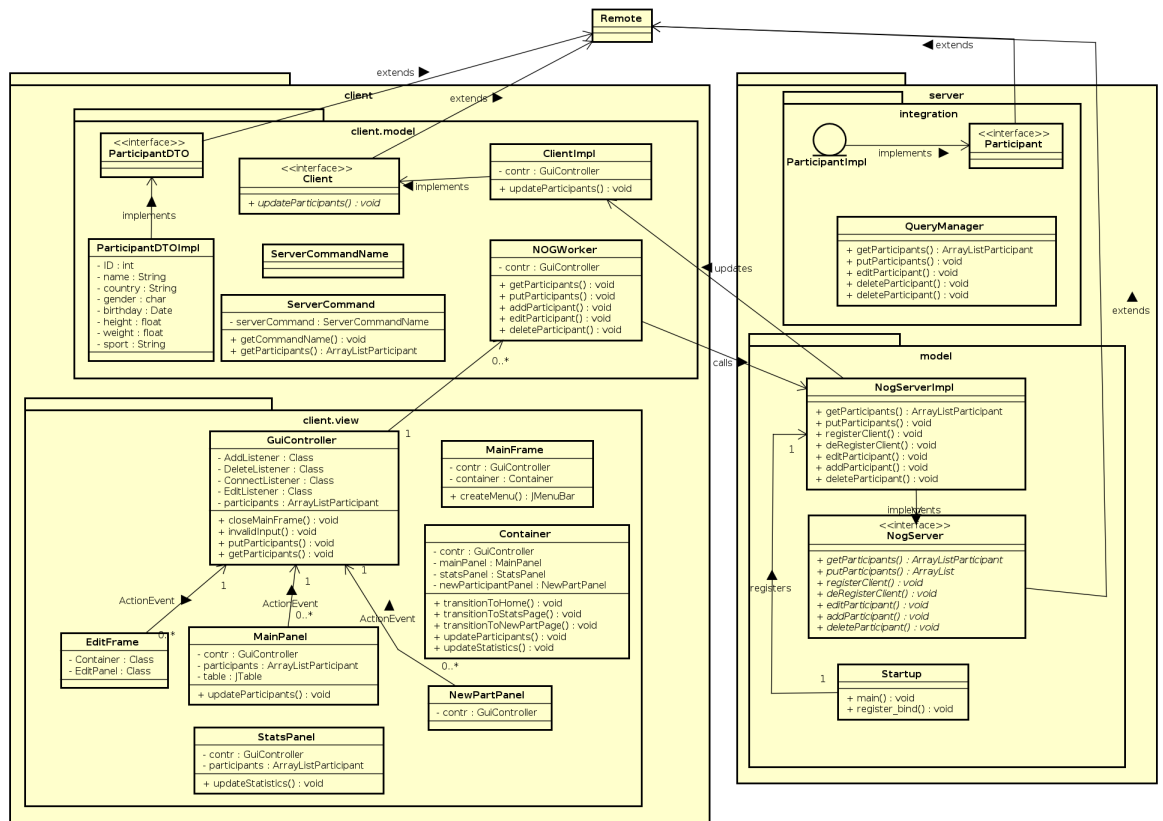 Remote
extends
extends
extends
client
client.model
<<interface>>
ParticipantDTO
<<interface>>
Client
+ updateParticipants() : void
ClientImpl
- contr : GuiController
+ updateParticipants() : void
implements
implements
ParticipantDTOImpl
- ID : int
- name : String
- country : String
- gender : char
- birthday : Date
- height : float
- weight : float
- sport : String
ServerCommandName
ServerCommand
- serverCommand : ServerCommandName
+ getCommandName() : void
+ getParticipants() : ArrayListParticipant
NOGWorker
- contr : GuiController
+ getParticipants() : void
+ putParticipants() : void
+ addParticipant() : void
+ editParticipant() : void
+ deleteParticipant() : void
0..*
1
updates
calls
client.view
GuiController
- AddListener : Class
- DeleteListener : Class
- ConnectListener : Class
- EditListener : Class
- participants : ArrayListParticipant
+ closeMainFrame() : void
+ invalidInput() : void
+ putParticipants() : void
+ getParticipants() : void
MainFrame
- contr : GuiController
- container : Container
+ createMenu() : JMenuBar
Container
- contr : GuiController
- mainPanel : MainPanel
- statsPanel : StatsPanel
- newParticipantPanel : NewPartPanel
+ transitionToHome() : void
+ transitionToStatsPage() : void
+ transitionToNewPartPage() : void
+ updateParticipants() : void
+ updateStatistics() : void
1
1
1
ActionEvent
ActionEvent
ActionEvent
0..*
0..*
0..*
EditFrame
- Container : Class
- EditPanel : Class
MainPanel
- contr : GuiController
- participants : ArrayListParticipant
- table : JTable
+ updateParticipants() : void
NewPartPanel
- contr : GuiController
StatsPanel
- contr : GuiController
- participants : ArrayListParticipant
+ updateStatistics() : void
server
integration
ParticipantImpl
implements
<<interface>>
Participant
QueryManager
+ getParticipants() : ArrayListParticipant
+ putParticipants() : void
+ editParticipant() : void
+ deleteParticipant() : void
+ deleteParticipant() : void
extends
model
NogServerImpl
+ getParticipants() : ArrayListParticipant
+ putParticipants() : void
+ registerClient() : void
+ deRegisterClient() : void
+ editParticipant() : void
+ addParticipant() : void
+ deleteParticipant() : void
1
implements
<<interface>>
NogServer
+ getParticipants() : ArrayListParticipant
+ putParticipants() : ArrayList
+ registerClient() : void
+ deRegisterClient() : void
+ editParticipant() : void
+ addParticipant() : void
+ deleteParticipant() : void
registers
1
Startup
+ main() : void
+ register_bind() : void